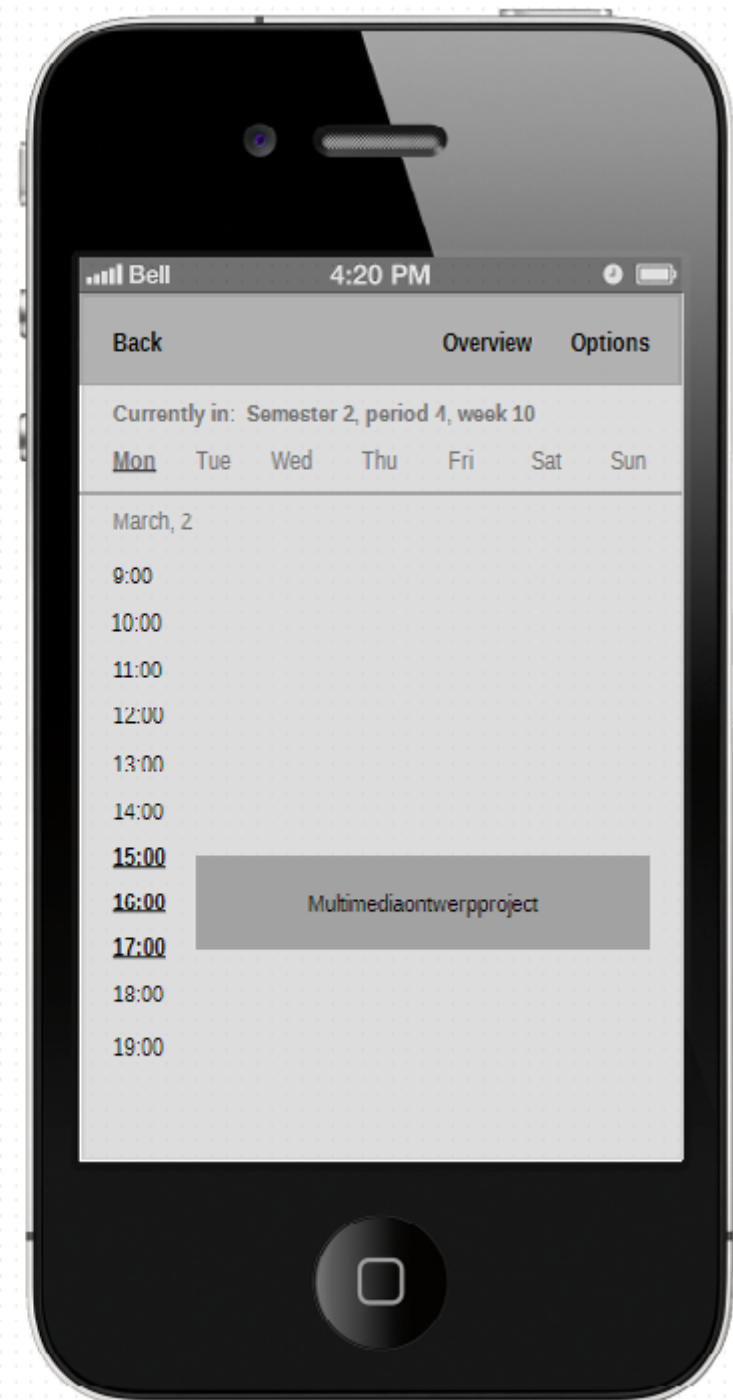 Bell 4:20 PM
Back Overview Options
Currently in: Semester 2, period 4, week 10
Mon Tue Wed Thu Fri Sat Sun
March, 2
9:00
10:00
11:00
12:00
13:00
14:00
15:00
16:00 Multimediaontwerpproject
17:00
18:00
19:00